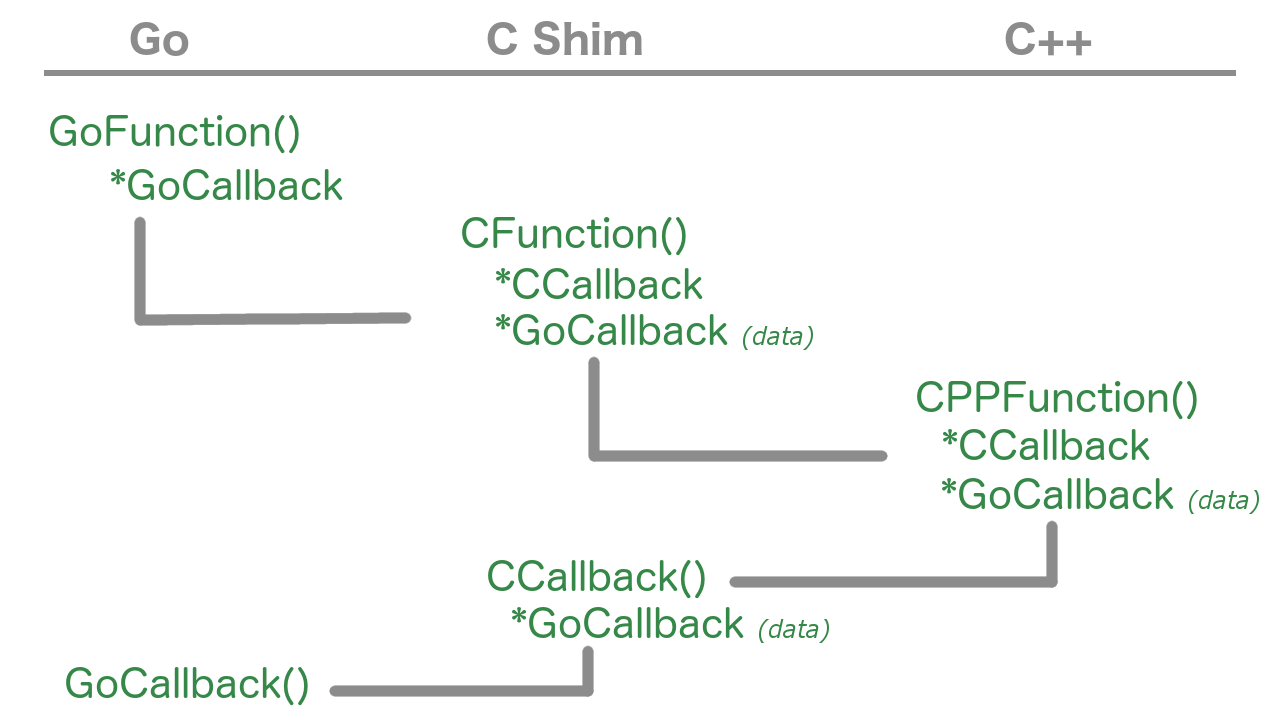 Go C Shim C++
GoFunction()
*GoCallback
CFunction()
*CCallback
*GoCallback (data)
CPPFunction()
*CCallback
*GoCallback (data)
CCallback()
*GoCallback (data)
GoCallback()